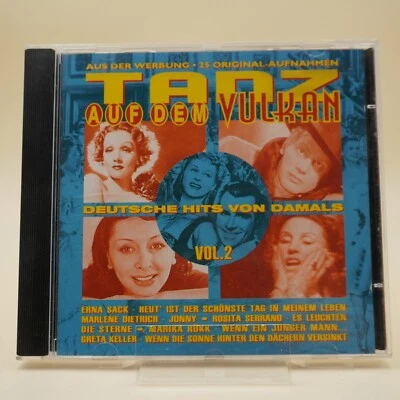 AUS DER WERBUNG • 25 ORIGINAL-AUFNAHMEN
TANZ
AUF DEM VULKAN
DEUTSCHE HITS VON DAMALS
VOL.2
ERNA SACK - HEUT' IST DER SCHÖNSTE TAG IN MEINEM LEBEN
MARLENE DIETRICH - JONNY – ROSITA SERRANO - ES LEUCHTEN
DIE STERNE – MARIKA RÖKK - WENN EIN JUNGER MANN...
GRETA KELLER - WENN DIE SONNE HINTER DEN DÄCHERN VERSINKT